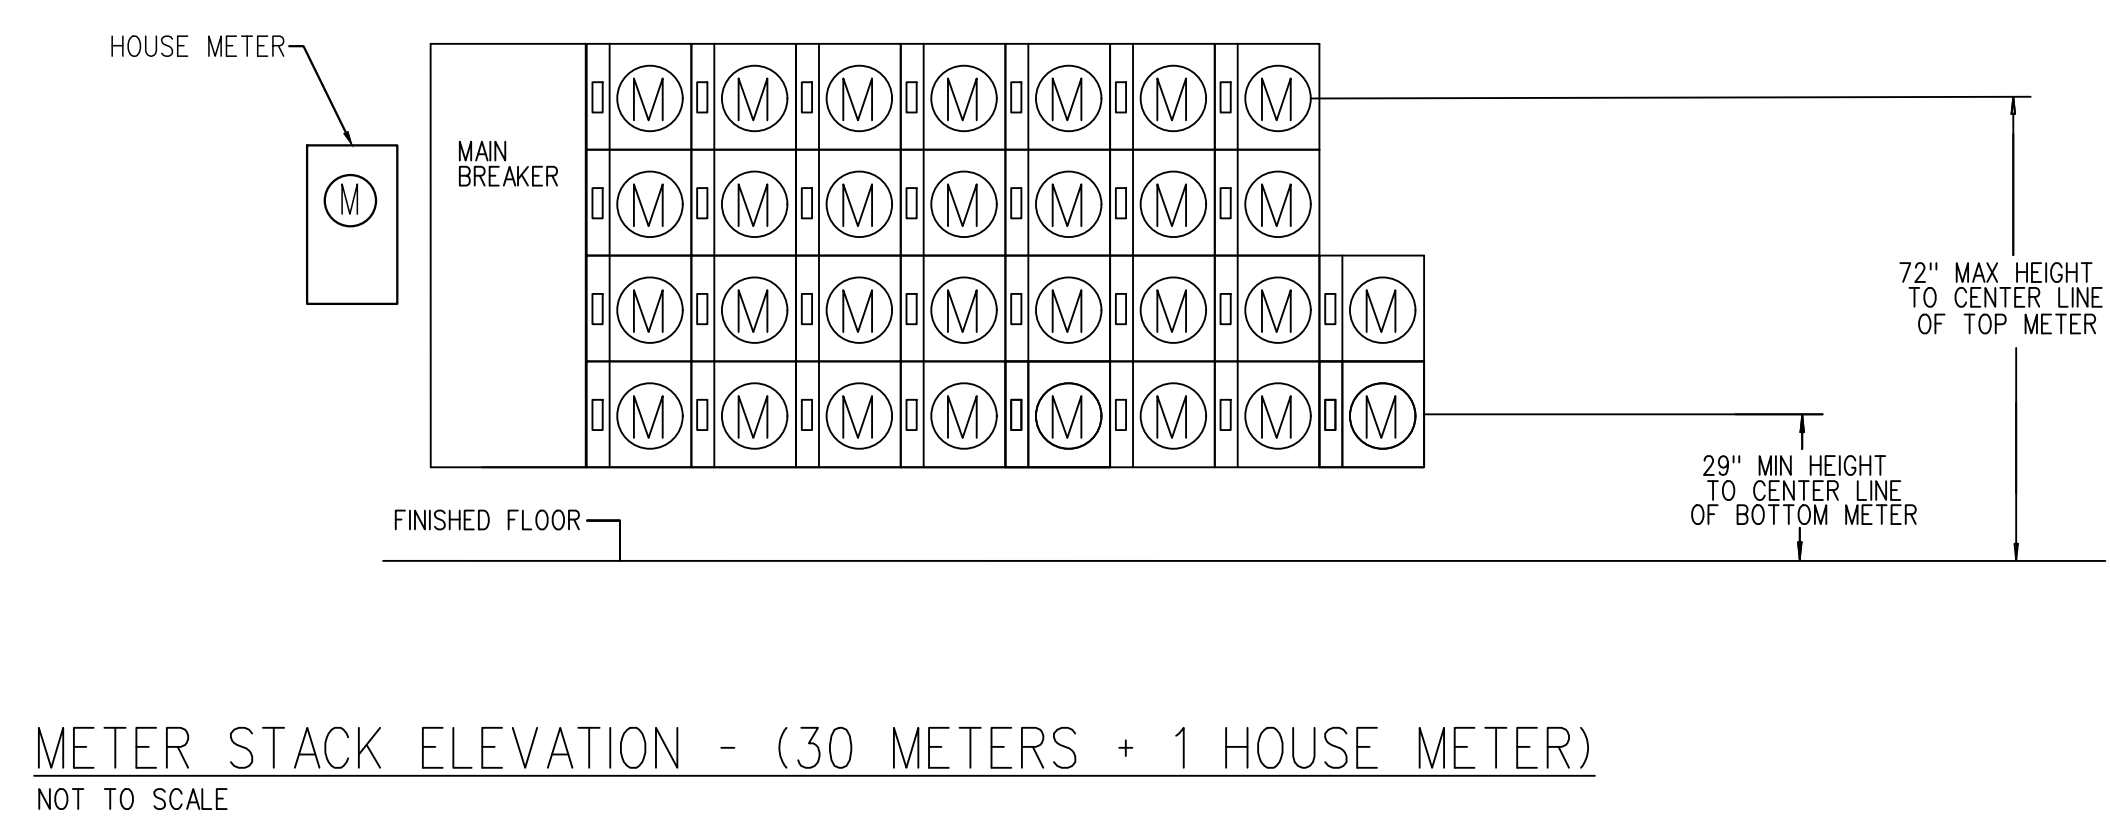 HOUSE METER
M M M M M M M
MAIN
BREAKER
M
M M M M M M M
72" MAX HEIGHT
TO CENTER LINE
OF TOP METER
M M M M M M M M
M M M M M M M M
29" MIN HEIGHT
TO CENTER LINE
OF BOTTOM METER
FINISHED FLOOR
METER STACK ELEVATION - (30 METERS + 1 HOUSE METER)
NOT TO SCALE